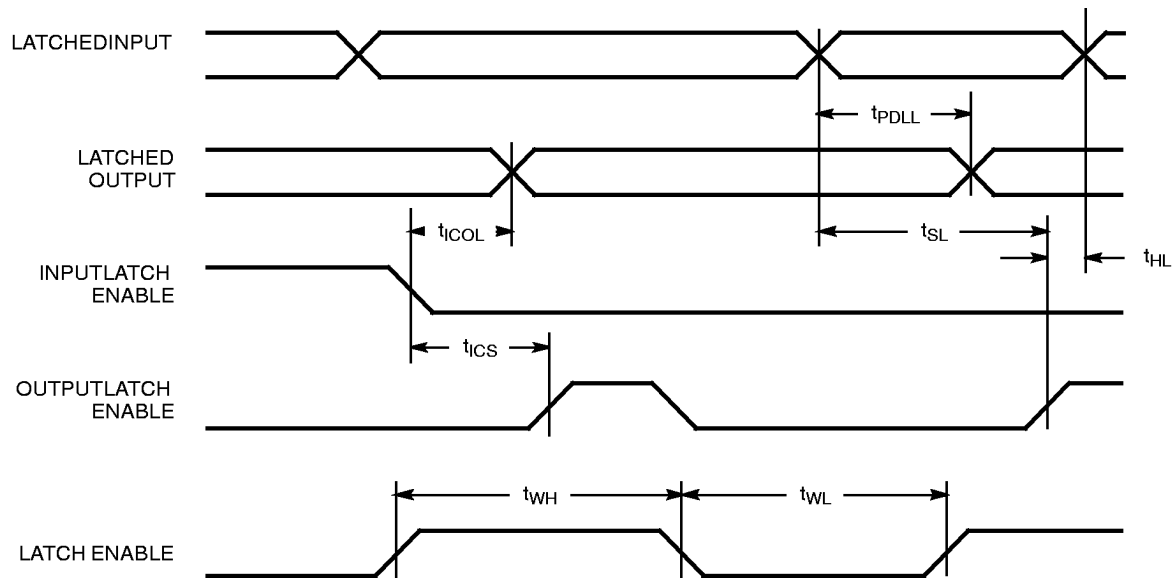 LATCHEDINPUT
tPDLL
LATCHED
OUTPUT
tICOL
tSL
tHL
INPUTLATCH
ENABLE
tICS
OUTPUTLATCH
ENABLE
tWH
tWL
LATCH ENABLE